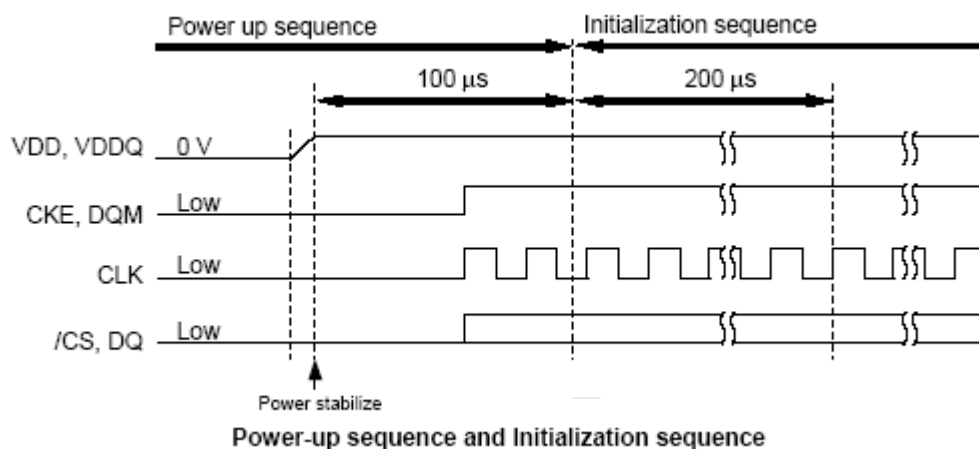 Power up sequence
Initialization sequence
100 μs
200 μs
VDD, VDDQ
0 V
CKE, DQM
Low
CLK
Low
/CS, DQ
Low
Power stabilize
Power-up sequence and Initialization sequence